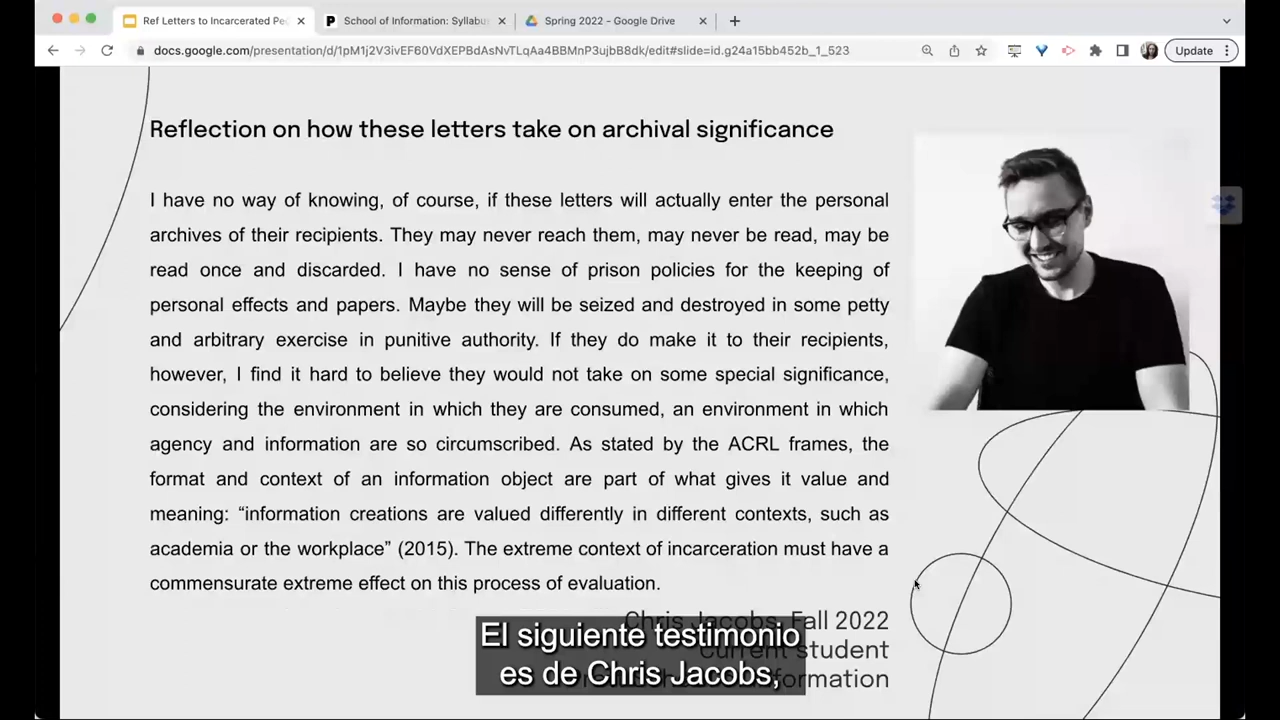 Ref Letters to Incarcerated Pe
School of Information: Syllabu
Spring 2022 - Google Drive
docs.google.com/presentation/d/1pM1j2V3ivEF60VdXEPBdAsNvTLqAa4BBMnP3ujbB8dk/edit#slide=id.g24a15bb452b_1_523
Update
Reflection on how these letters take on archival significance
I have no way of knowing, of course, if these letters will actually enter the personal
archives of their recipients. They may never reach them, may never be read, may be
read once and discarded. I have no sense of prison policies for the keeping of
personal effects and papers. Maybe they will be seized and destroyed in some petty
and arbitrary exercise in punitive authority. If they do make it to their recipients,
however, I find it hard to believe they would not take on some special significance,
considering the environment in which they are consumed, an environment in which
agency and information are so circumscribed. As stated by the ACRL frames, the
format and context of an information object are part of what gives it value and
meaning: “information creations are valued differently in different contexts, such as
academia or the workplace” (2015). The extreme context of incarceration must have a
commensurate extreme effect on this process of evaluation.
Chris Jacobs, Fall 2022
Current student
formation
El siguiente testimonio
es de Chris Jacobs,